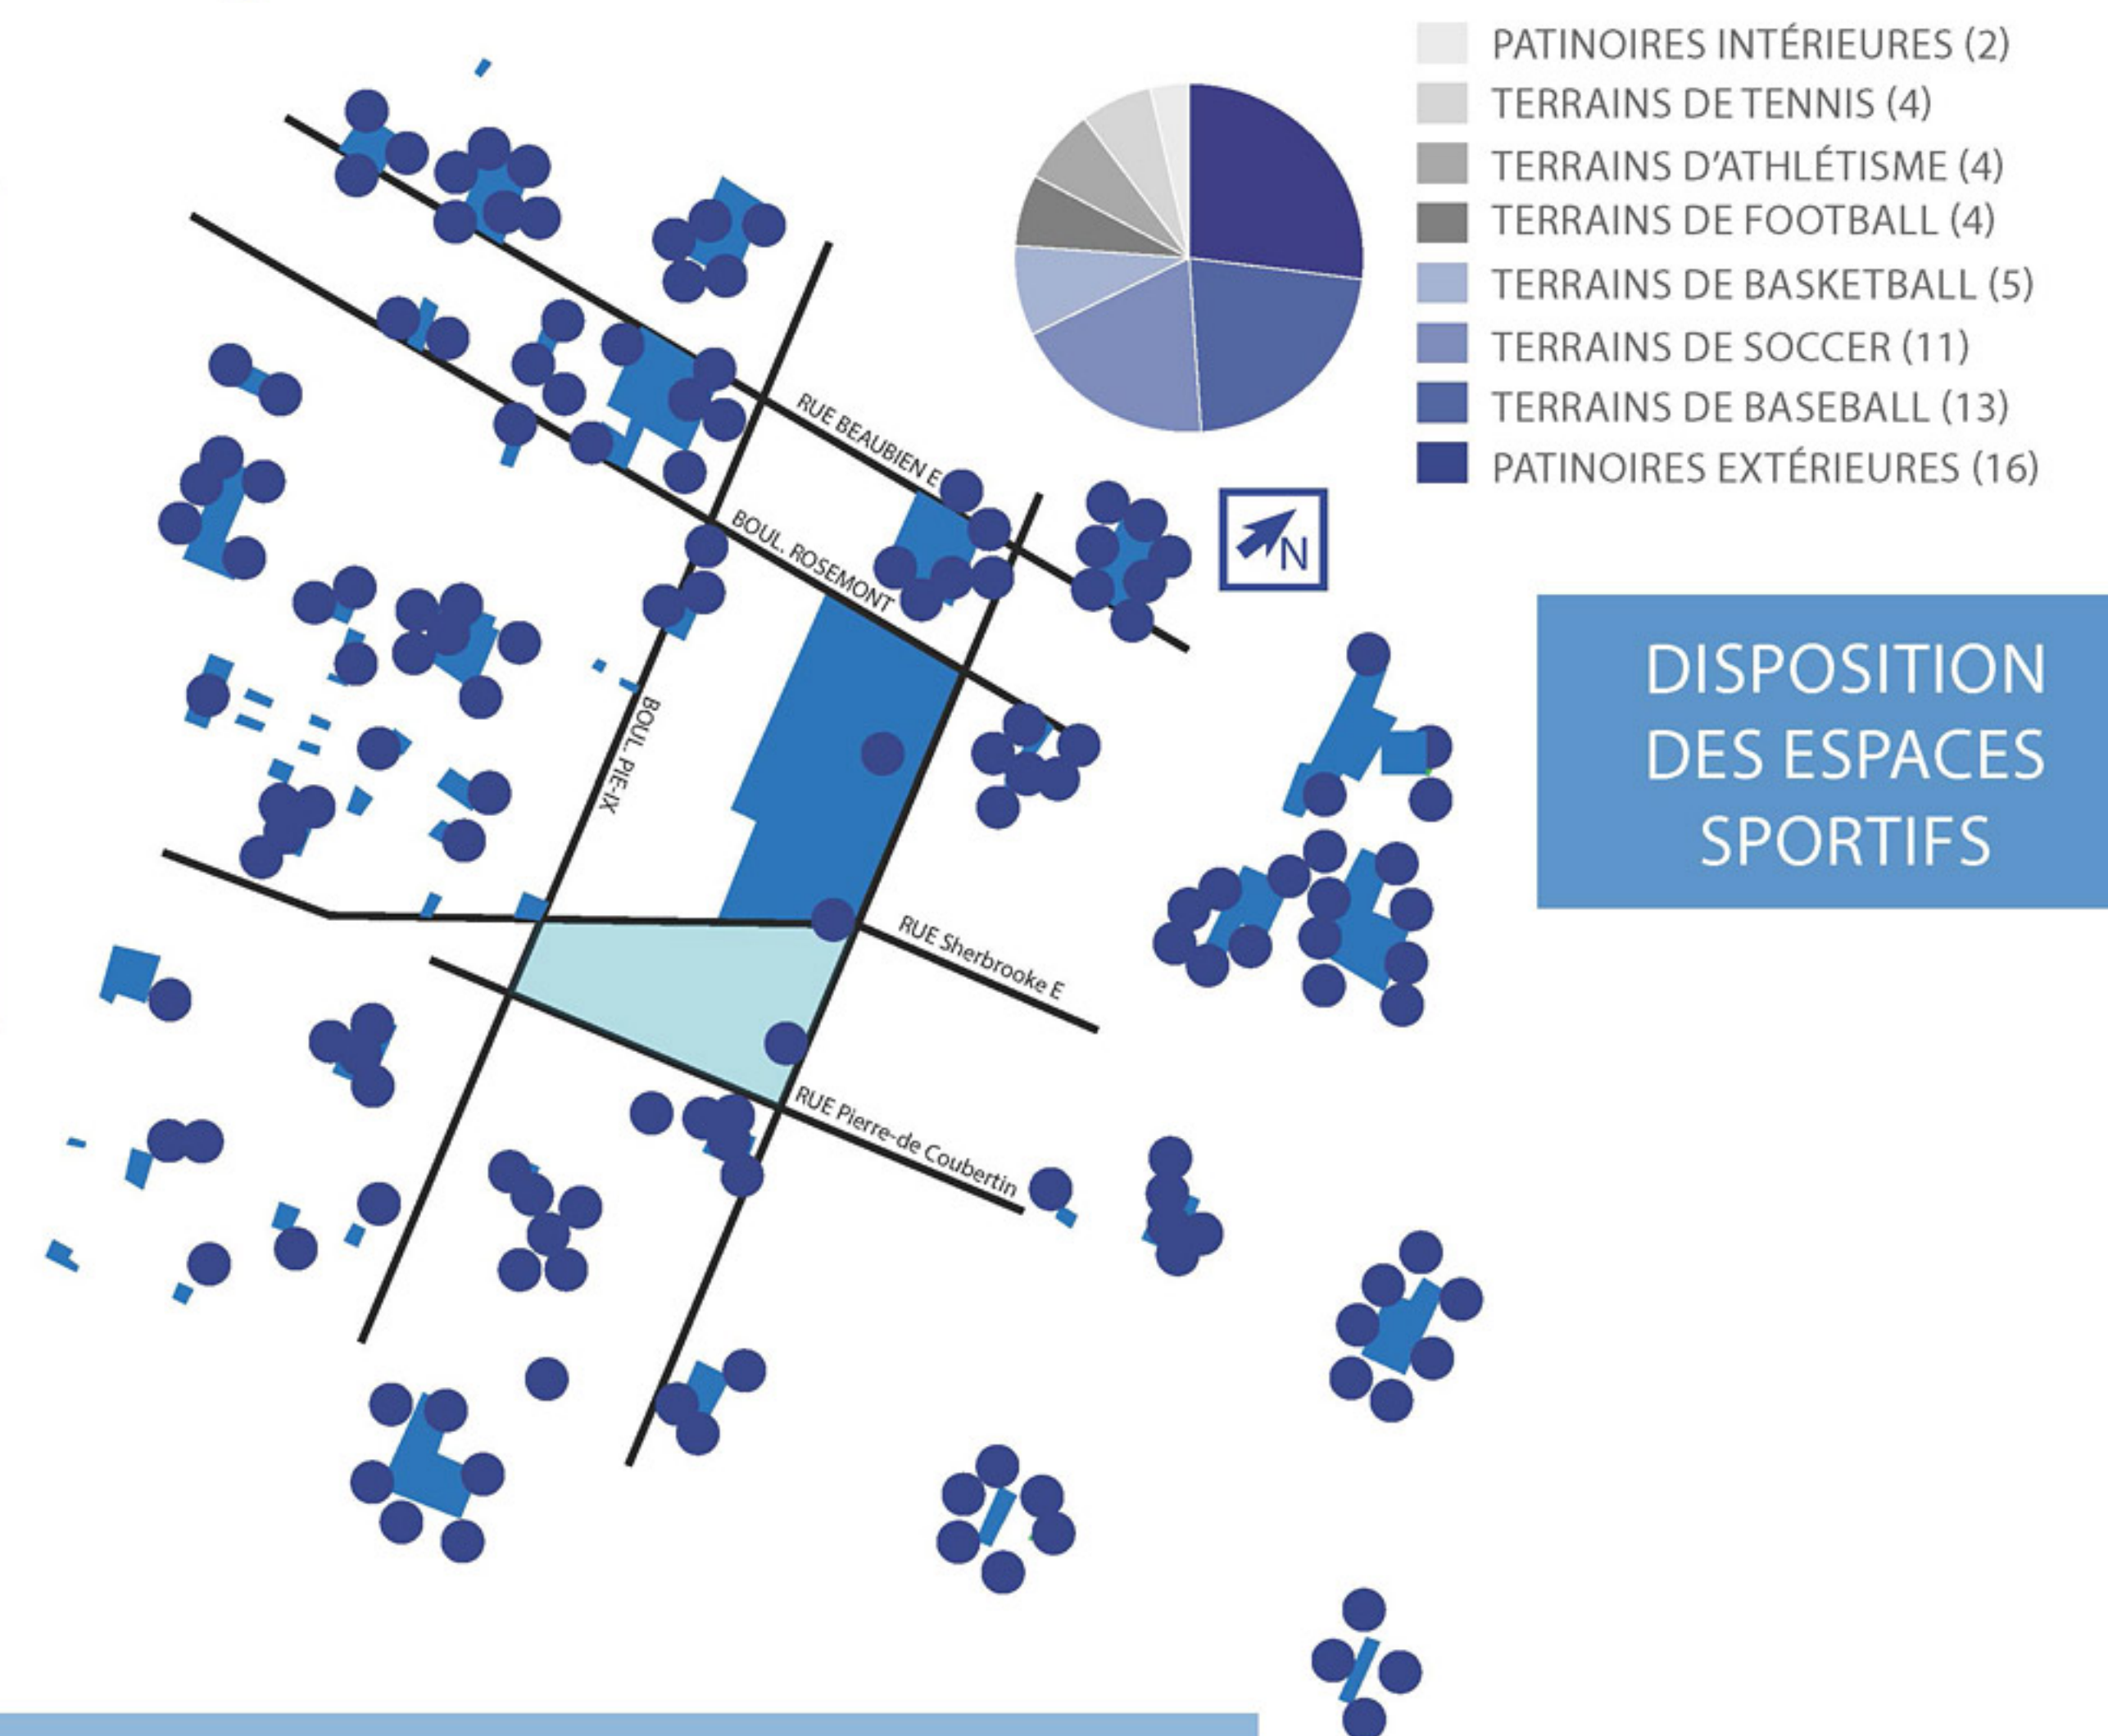 PATINOIRES INTÉRIEURES (2)
TERRAINS DE TENNIS (4)
TERRAINS D'ATHLÉTISME (4)
TERRAINS DE FOOTBALL (4)
TERRAINS DE BASKETBALL (5)
TERRAINS DE SOCCER (11)
TERRAINS DE BASEBALL (13)
PATINOIRES EXTÉRIEURES (16)
RUE BEAUBIEN E
BOUL. ROSEMONT
N
BOUL. PIE-IX
DISPOSITION
DES ESPACES
SPORTIFS
RUE Sherbrooke E
RUE Pierre-de Coubertin